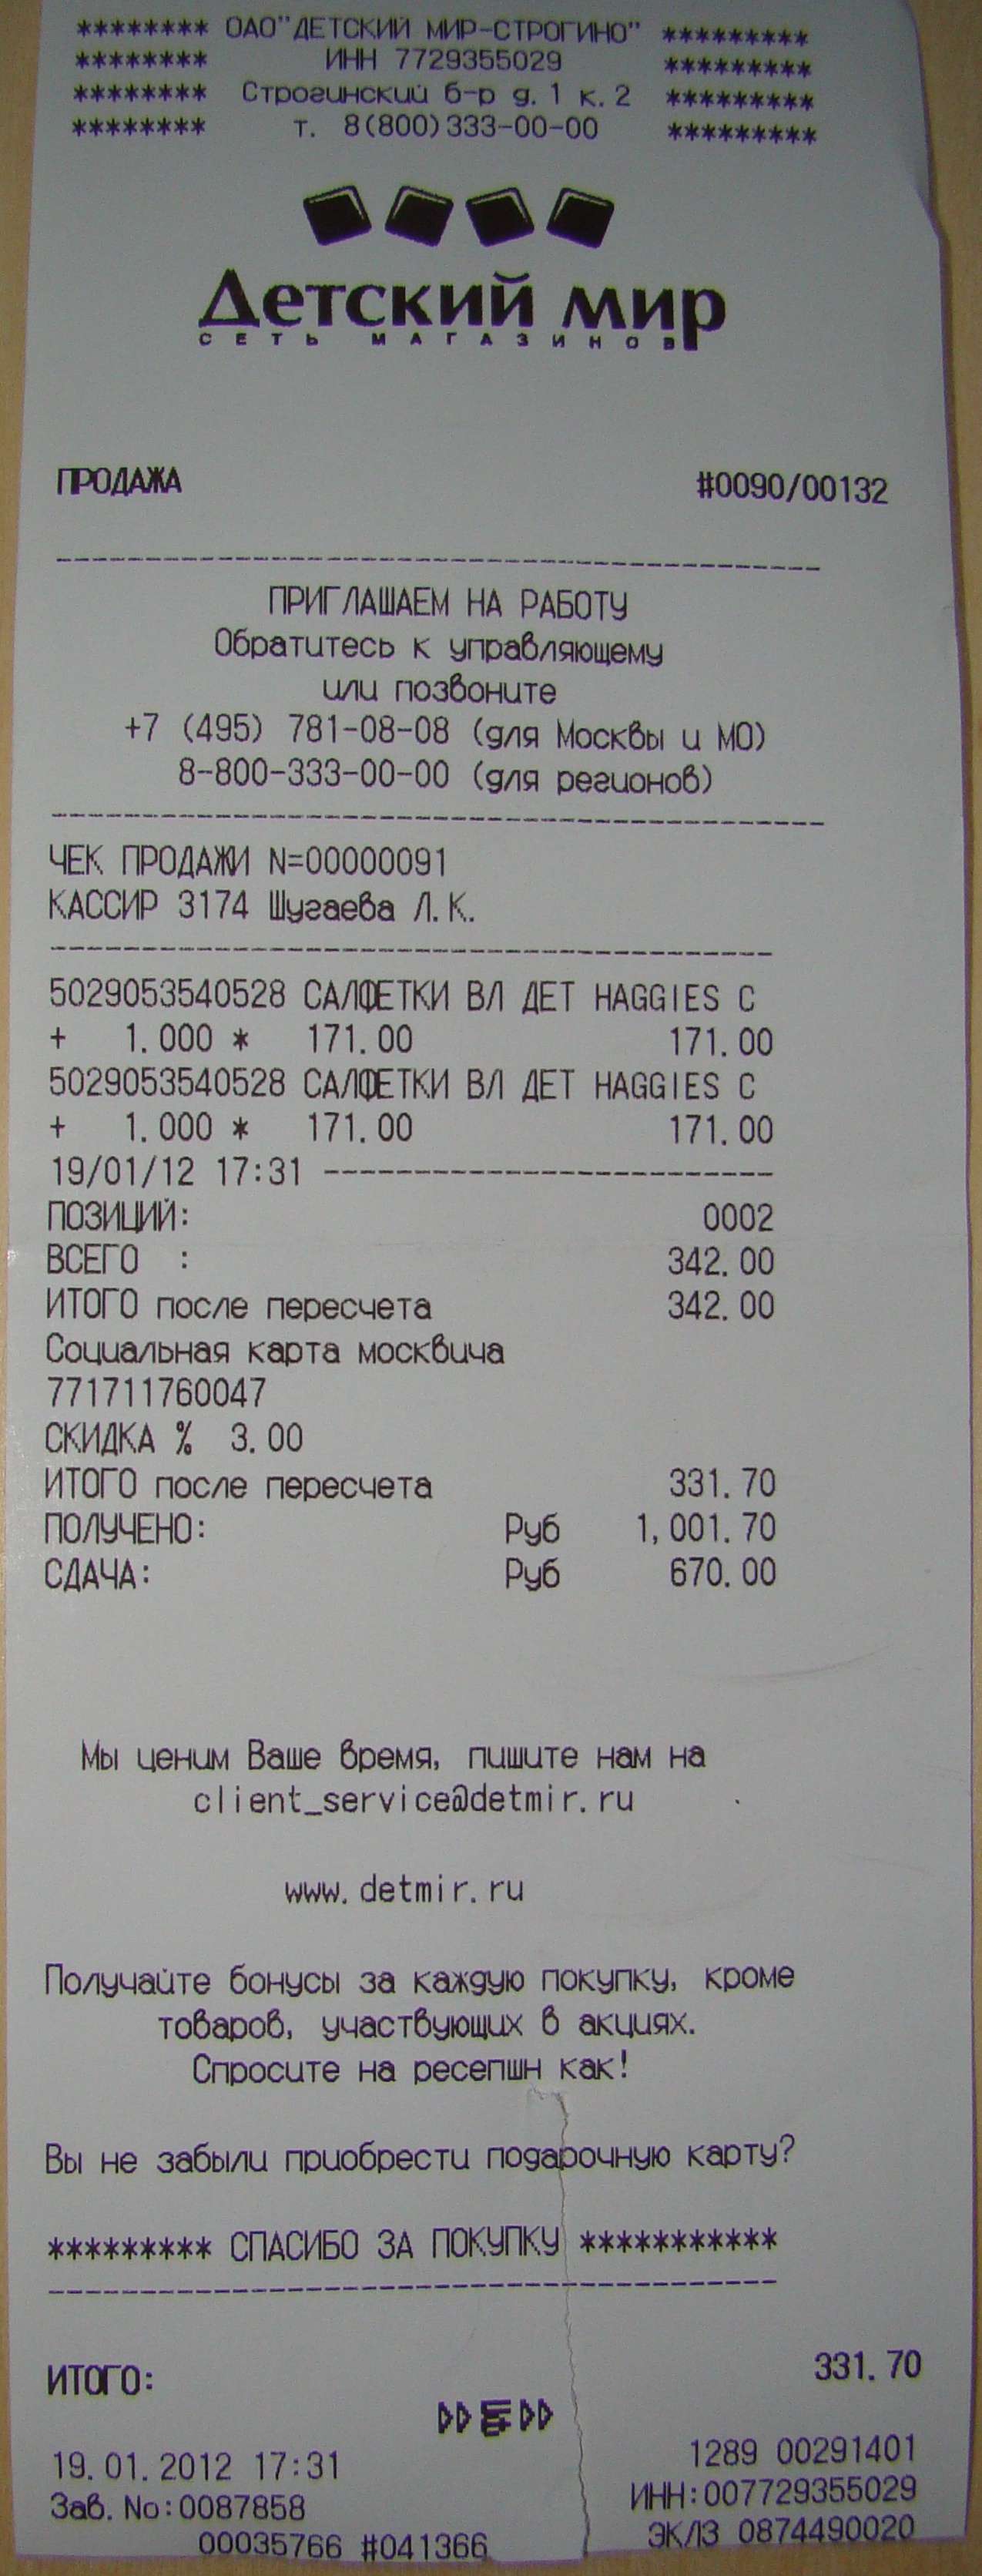 ******** ОАО"ДЕТСКИЙ МИР-СТРОГИНО" *********
******** ИНН 7729355029 *********
******** Строгинский б-р д. 1 к. 2 *********
******** т. 8(800)333-00-00 *********
Детский мир
СЕТЬ МАГАЗИНОВ
ПРОДАЖА #0090/00132
ПРИГЛАШАЕМ НА РАБОТУ
Обратитесь к управляющему
или позвоните
+7 (495) 781-08-08 (для Москвы и МО)
8-800-333-00-00 (для регионов)
ЧЕК ПРОДАЖИ N=00000091
КАССИР 3174 Шугаева Л.К.
5029053540528 САЛФЕТКИ ВЛ ДЕТ HAGGIES С
+ 1.000 * 171.00 171.00
5029053540528 САЛФЕТКИ ВЛ ДЕТ HAGGIES С
+ 1.000 * 171.00 171.00
19/01/12 17:31 -------------------------
ПОЗИЦИЙ: 0002
ВСЕГО : 342.00
ИТОГО после пересчета 342.00
Социальная карта москвича
771711760047
СКИДКА % 3.00
ИТОГО после пересчета 331.70
ПОЛУЧЕНО: Руб 1,001.70
СДАЧА: Руб 670.00
Мы ценим Ваше время, пишите нам на
client_service@detmir.ru
www.detmir.ru
Получайте бонусы за каждую покупку, кроме
товаров, участвующих в акциях.
Спросите на ресепшн как!
Вы не забыли приобрести подарочную карту?
********* СПАСИБО ЗА ПОКУПКУ ***********
ИТОГО: 331.70
19.01.2012 17:31 1289 00291401
Зав. No:0087858 ИНН:007729355029
00035766 #041366 ЭКЛЗ 0874490020